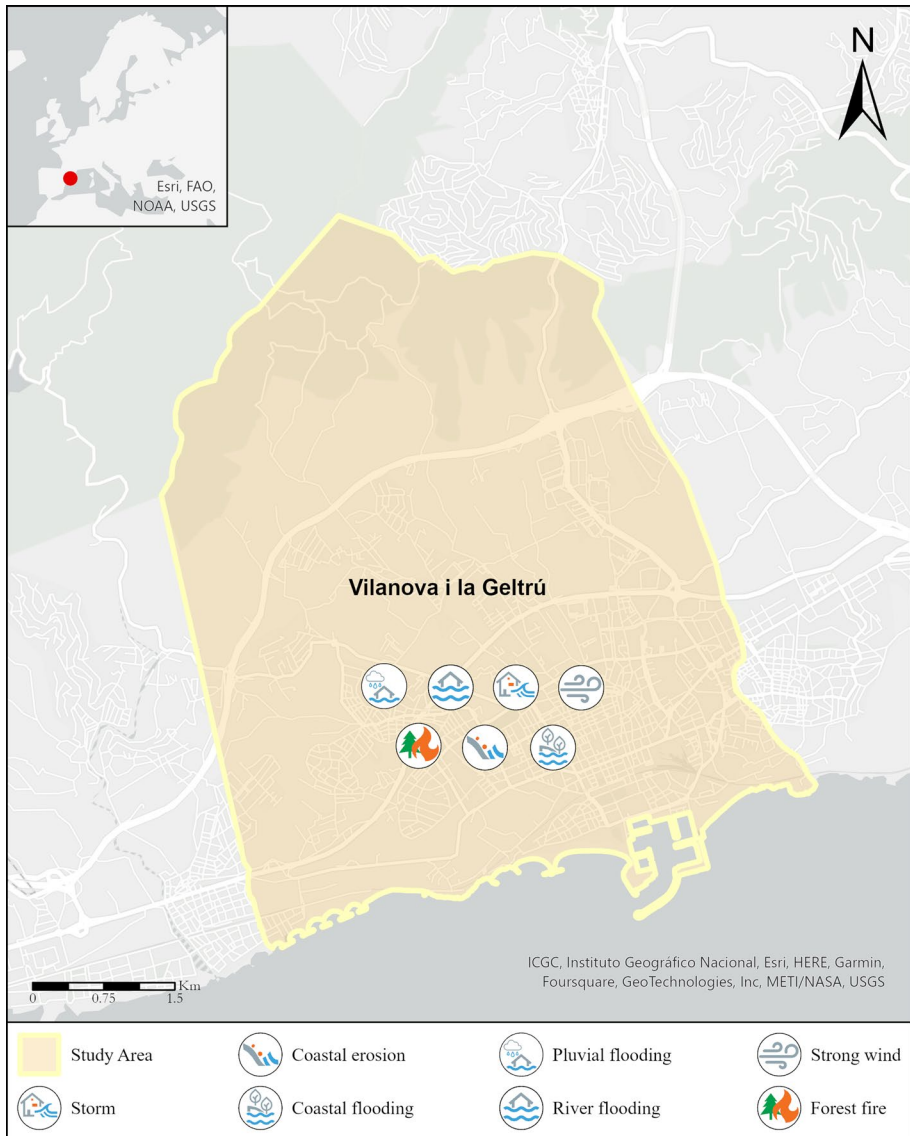 Esri, FAO,
NOAA, USGS
N
Vilanova i la Geltrú
ICGC, Instituto Geográfico Nacional, Esri, HERE, Garmin,
Foursquare, GeoTechnologies, Inc, METI/NASA, USGS
Km
0 0.75 1.5
Study Area
Coastal erosion
Pluvial flooding
Strong wind
Storm
Coastal flooding
River flooding
Forest fire